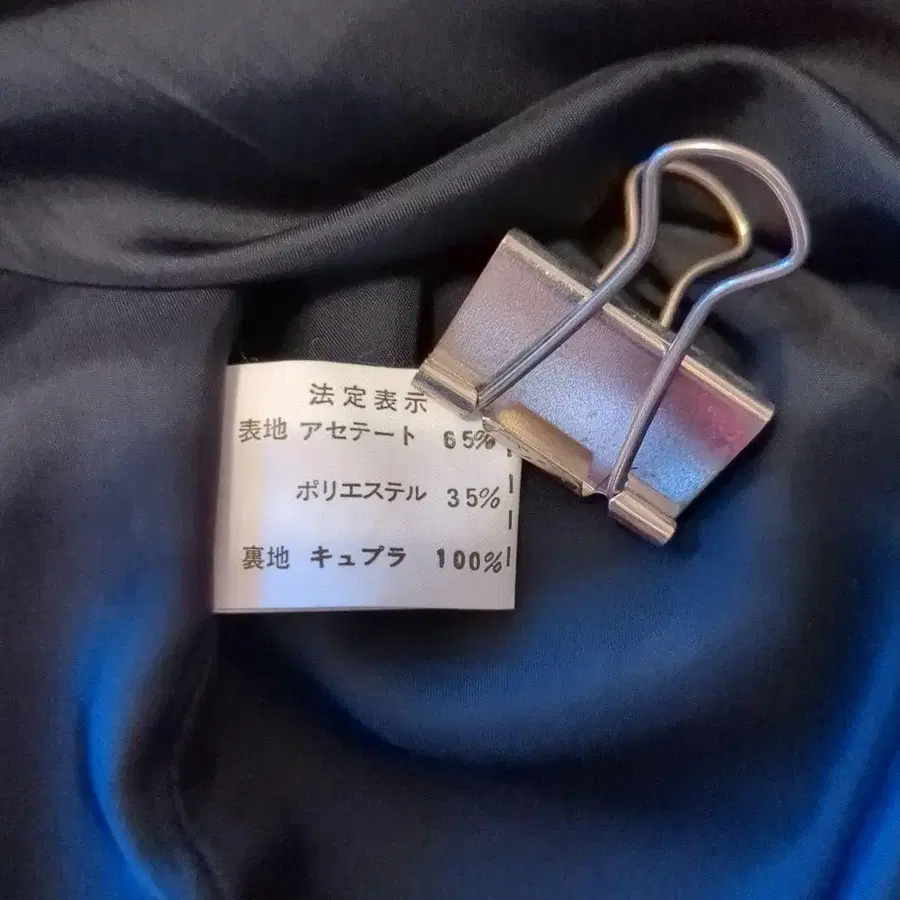 法定表示
表地 アセテート 65%
ポリエステル 35%
裏地 キュプラ 100%